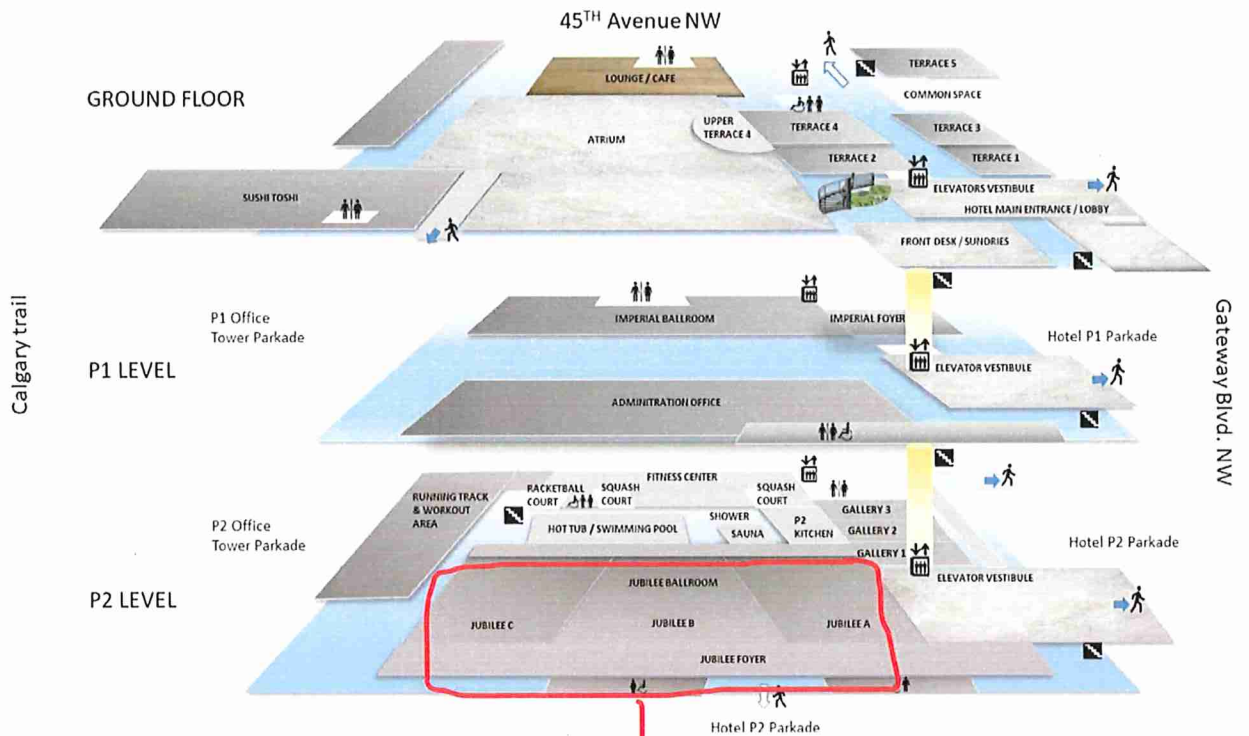 45TH Avenue NW
GROUND FLOOR
LOUNGE / CAFE
TERRACE 5
COMMON SPACE
UPPER
TERRACE 4
TERRACE 4
TERRACE 3
ATRIUM
TERRACE 2
TERRACE 1
SUSHI TOSHI
ELEVATORS VESTIBULE
HOTEL MAIN ENTRANCE / LOBBY
FRONT DESK / SUNDRIES
Calgary trail
Gateway Blvd. NW
P1 Office
Tower Parkade
IMPERIAL BALLROOM
IMPERIAL FOYER
Hotel P1 Parkade
P1 LEVEL
ELEVATOR VESTIBULE
ADMINITRATION OFFICE
FITNESS CENTER
RUNNING TRACK
& WORKOUT
AREA
RACKETBALL
COURT
SQUASH
COURT
SQUASH
COURT
GALLERY 3
P2 Office
Tower Parkade
HOT TUB / SWIMMING POOL
SHOWER
SAUNA
P2
KITCHEN
GALLERY 2
GALLERY 1
Hotel P2 Parkade
P2 LEVEL
JUBILEE BALLROOM
ELEVATOR VESTIBULE
JUBILEE C
JUBILEE B
JUBILEE A
JUBILEE FOYER
Hotel P2 Parkade